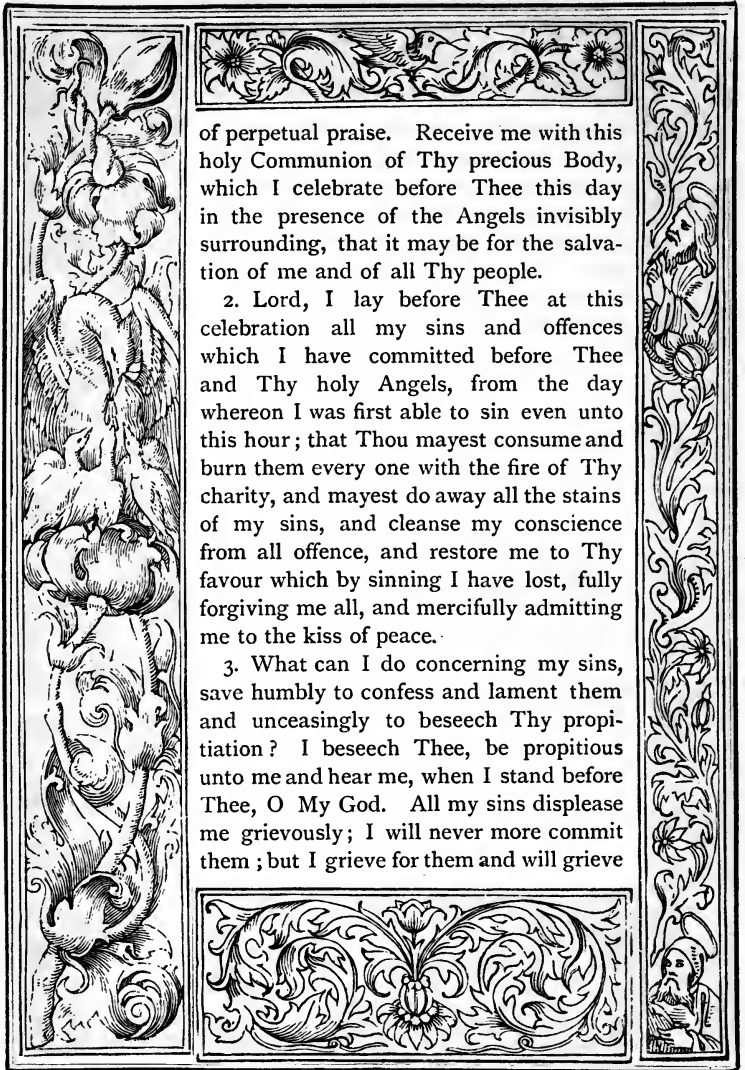 of perpetual praise. Receive me with this
holy Communion of Thy precious Body,
which I celebrate before Thee this day
in the presence of the Angels invisibly
surrounding, that it may be for the salva-
tion of me and of all Thy people.
2. Lord, I lay before Thee at this
celebration all my sins and offences
which I have committed before Thee
and Thy holy Angels, from the day
whereon I was first able to sin even unto
this hour ; that Thou mayest consume and
burn them every one with the fire of Thy
charity, and mayest do away all the stains
of my sins, and cleanse my conscience
from all offence, and restore me to Thy
favour which by sinning I have lost, fully
forgiving me all, and mercifully admitting
me to the kiss of peace.
3. What can I do concerning my sins,
save humbly to confess and lament them
and unceasingly to beseech Thy propi-
tiation ? I beseech Thee, be propitious
unto me and hear me, when I stand before
Thee, O My God. All my sins displease
me grievously ; I will never more commit
them ; but I grieve for them and will grieve